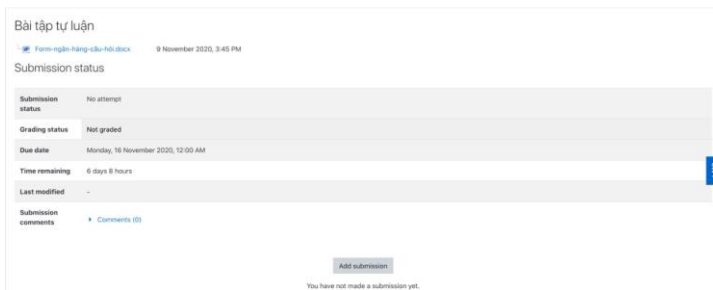 Bài tập tự luận
Form-ngân-hàng-câu-hỏi.docx 9 November 2020, 3:45 PM
Submission status
Submission status No attempt
Grading status Not graded
Due date Monday, 16 November 2020, 12:00 AM
Time remaining 6 days 8 hours
Last modified -
Submission comments Comments (0)
Add submission
You have not made a submission yet.